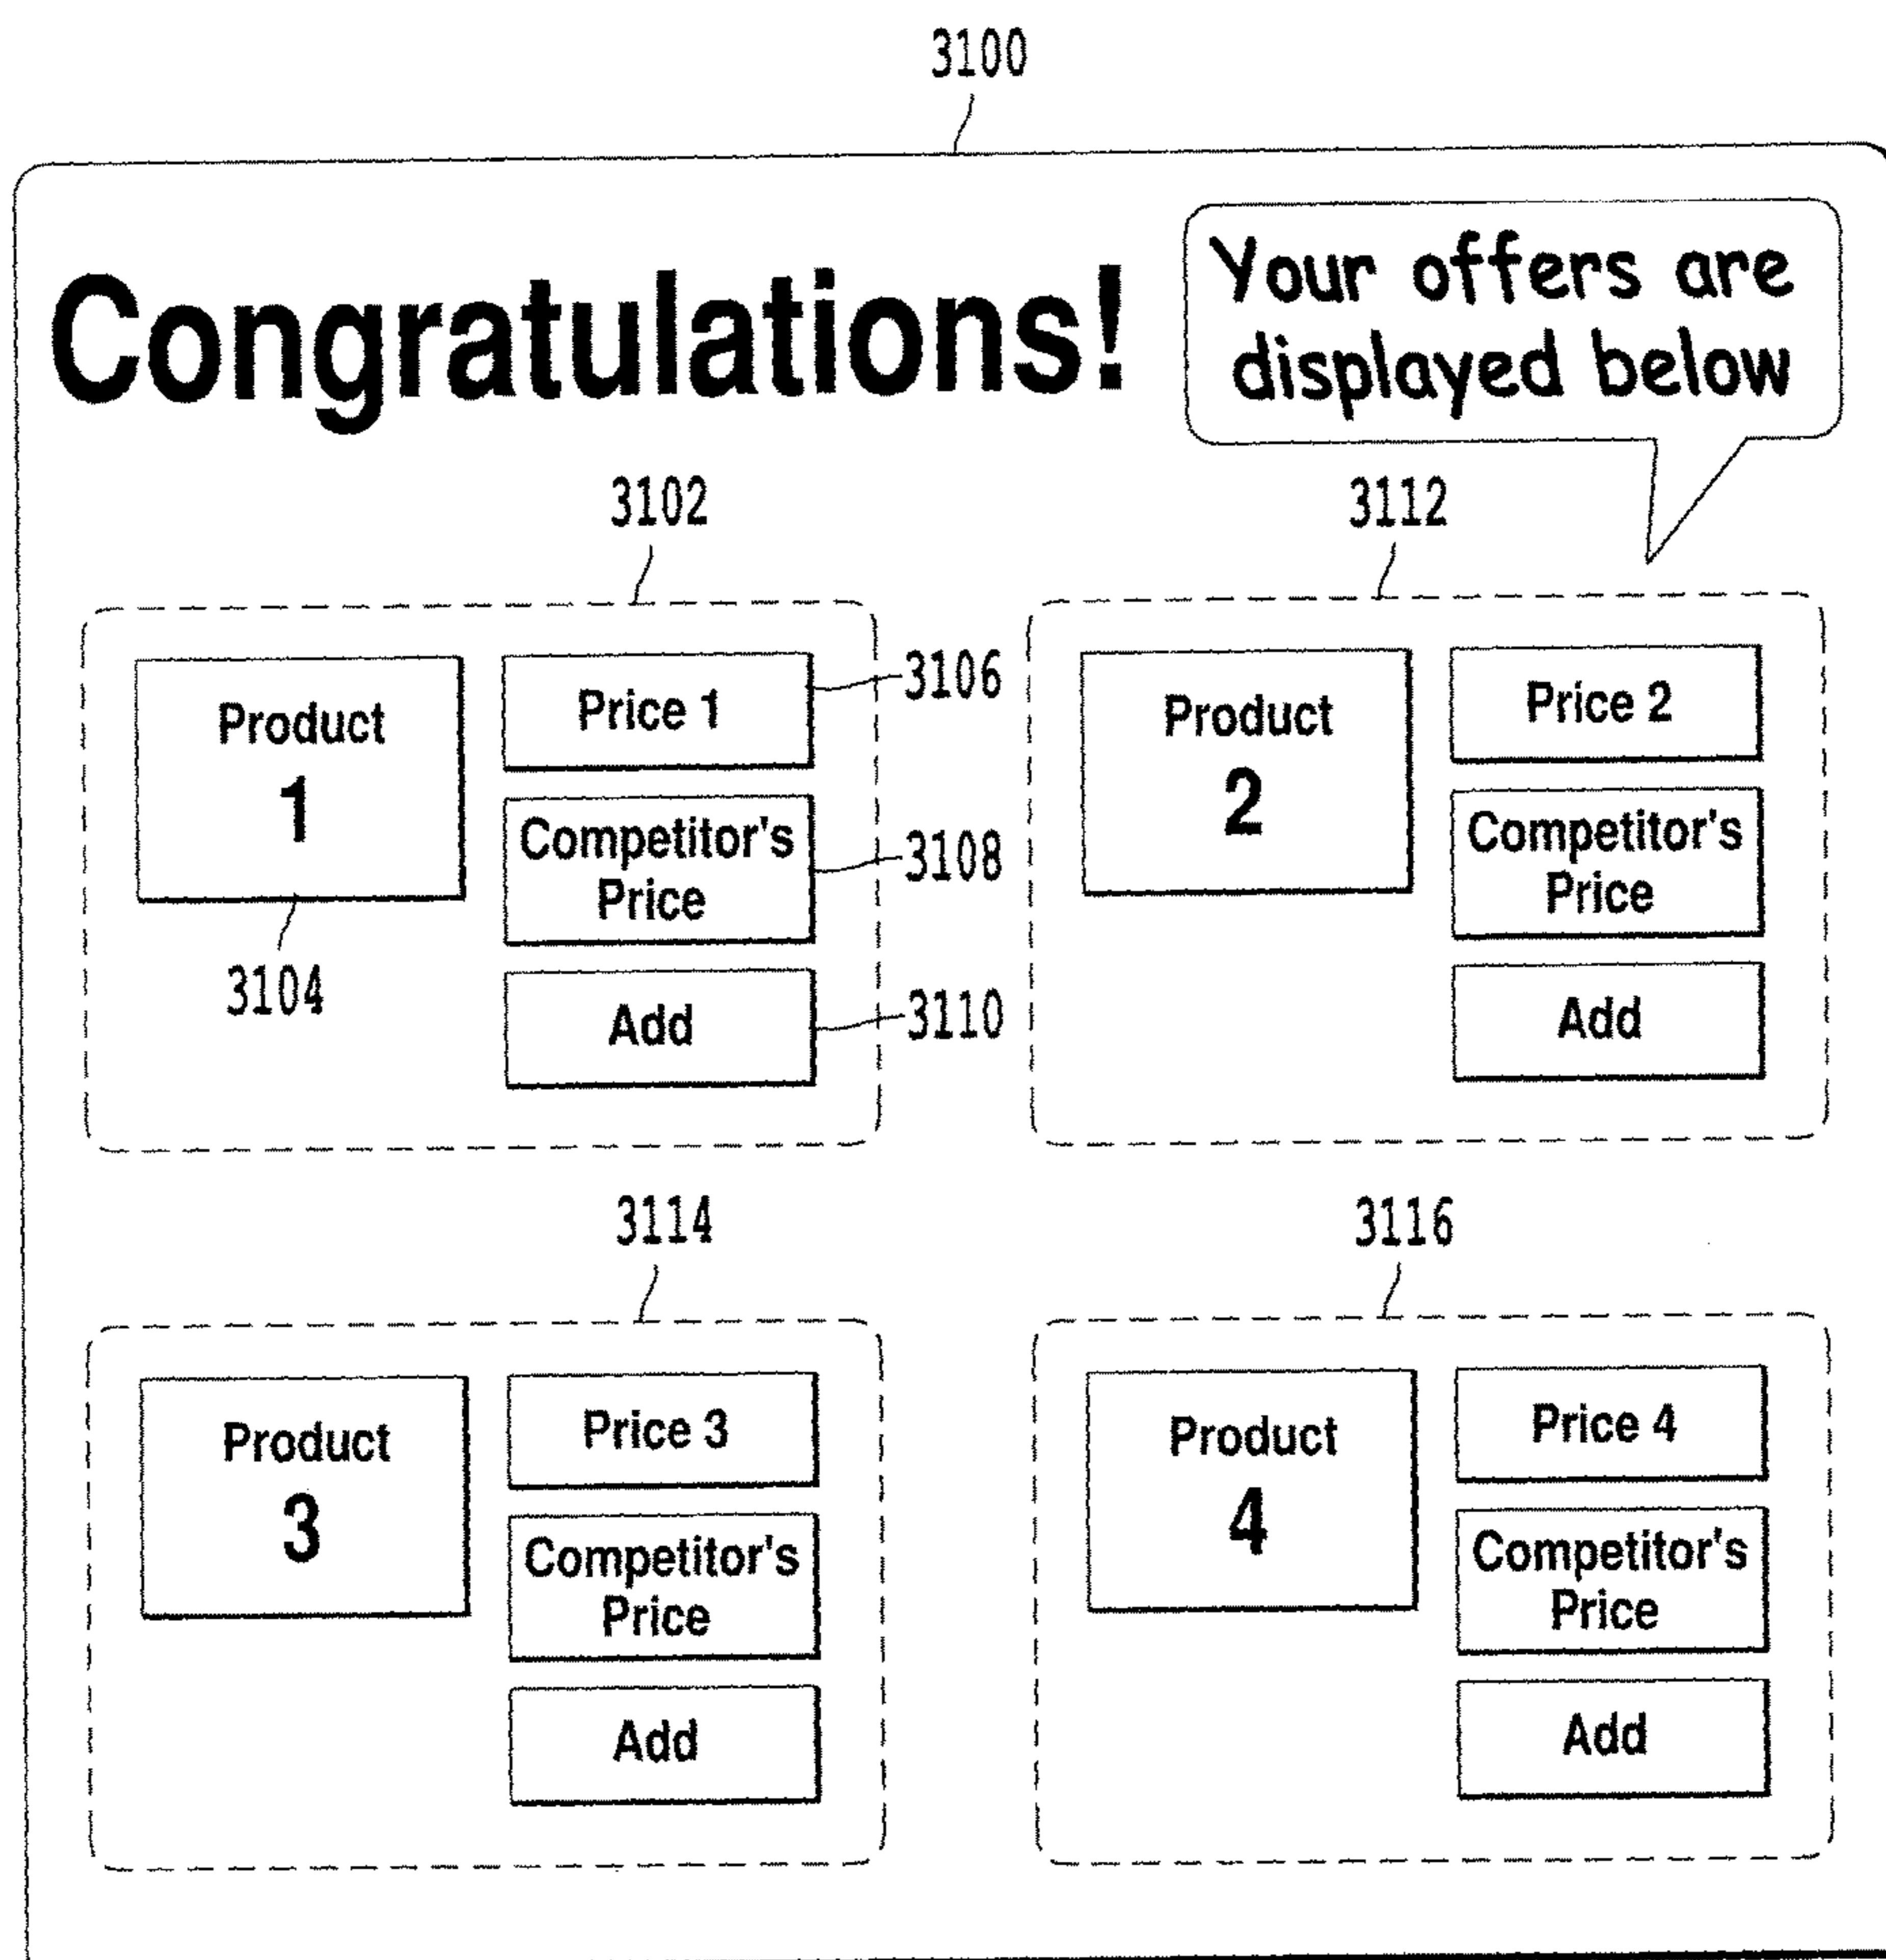 3100
Congratulations!
Your offers are
displayed below
3102
3112
Product
1
3104
Price 1
3106
Competitor's
Price
3108
Add
3110
Product
2
Price 2
Competitor's
Price
Add
3114
3116
Product
3
Price 3
Competitor's
Price
Add
Product
4
Price 4
Competitor's
Price
Add